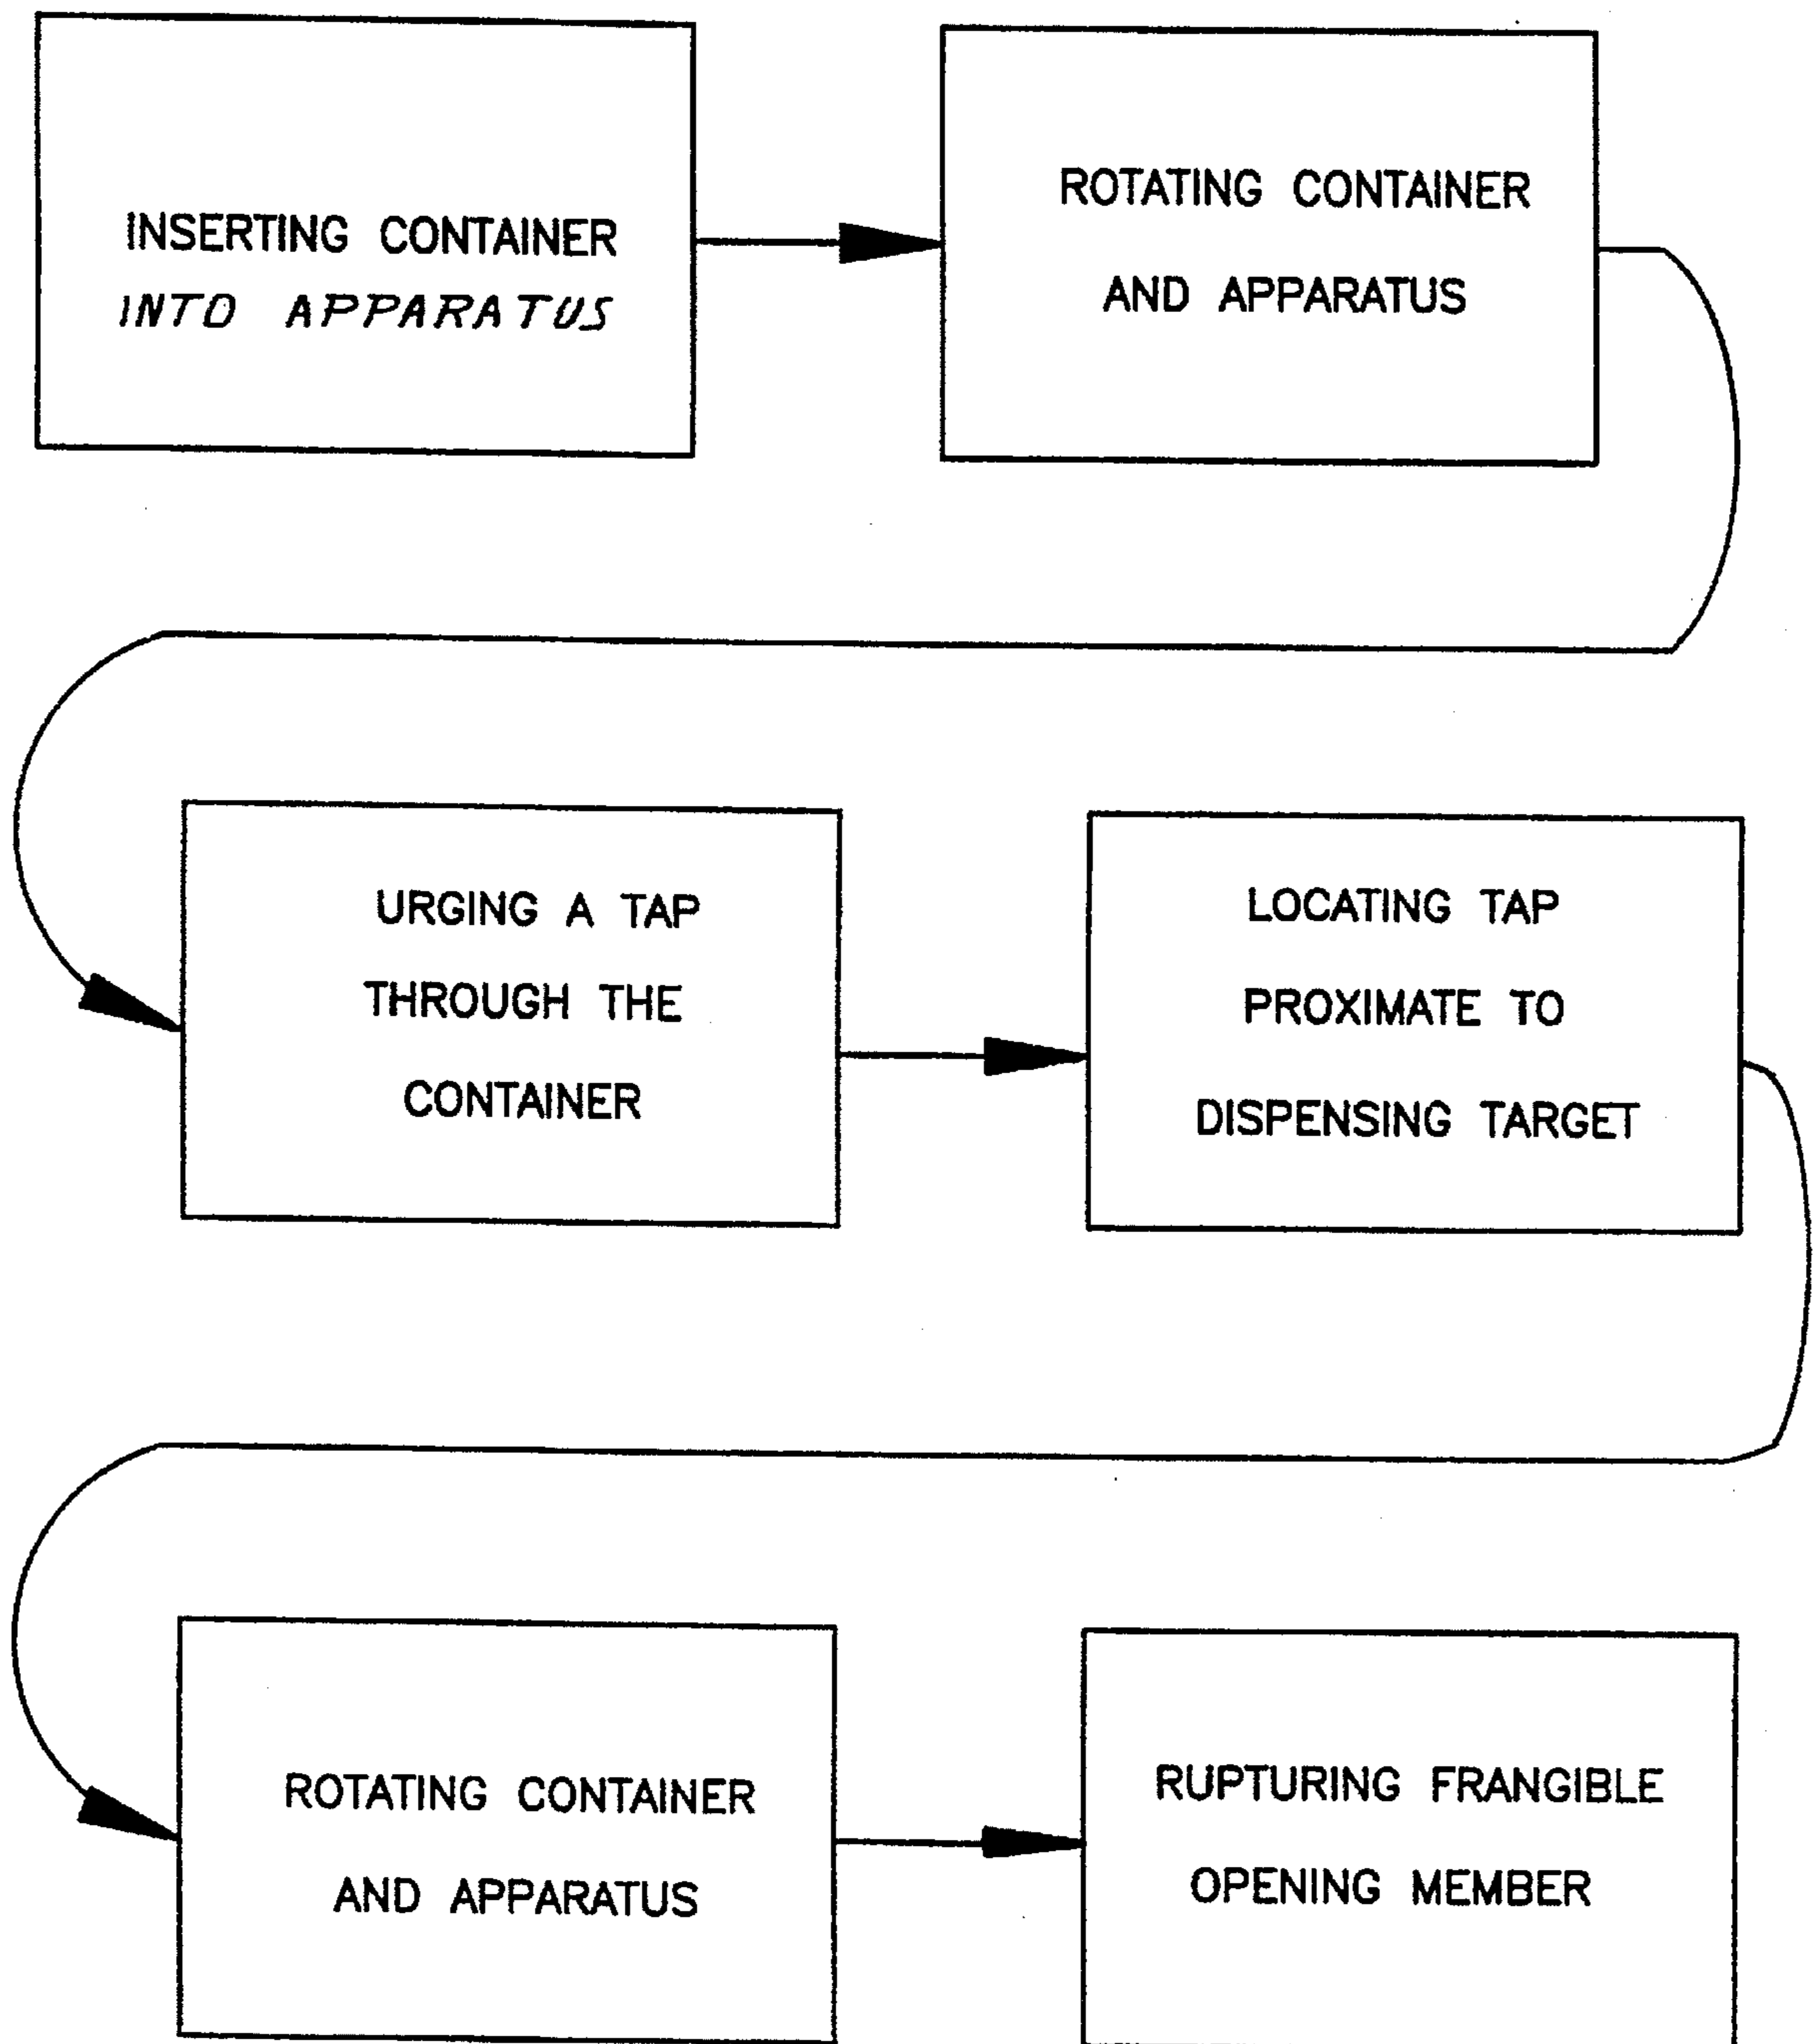 INSERTING CONTAINER
INTO APPARATUS
ROTATING CONTAINER
AND APPARATUS
URGING A TAP
THROUGH THE
CONTAINER
LOCATING TAP
PROXIMATE TO
DISPENSING TARGET
ROTATING CONTAINER
AND APPARATUS
RUPTURING FRANGIBLE
OPENING MEMBER